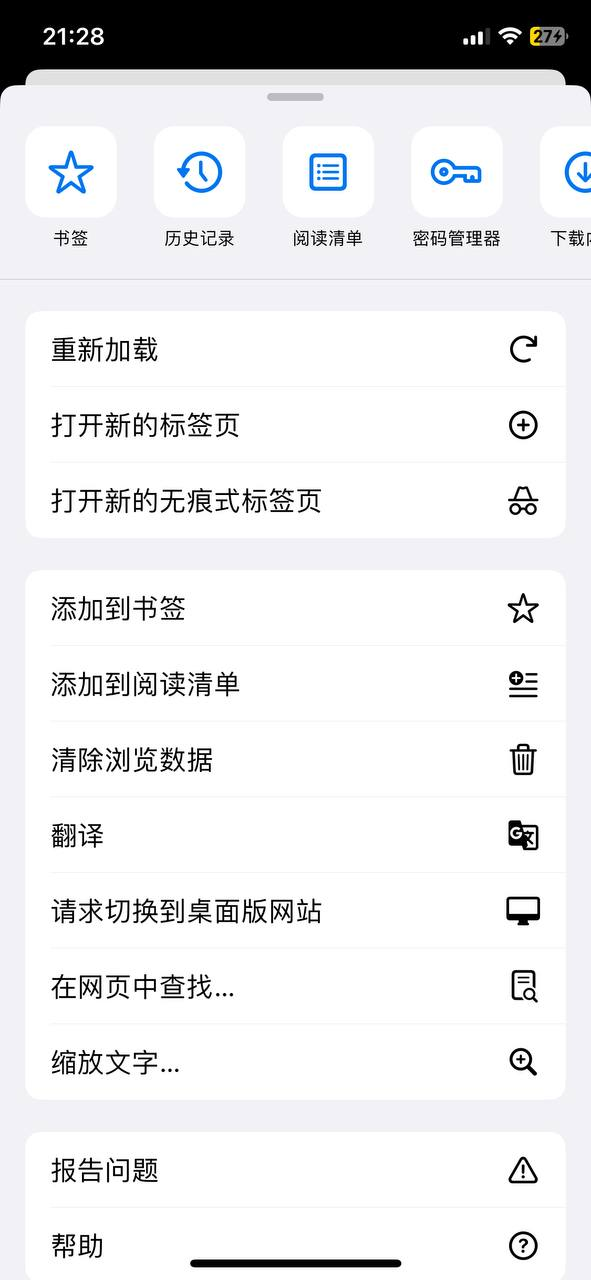 21:28
27
书签
历史记录
阅读清单
密码管理器
下载
重新加载
打开新的标签页
打开新的无痕式标签页
添加到书签
添加到阅读清单
清除浏览数据
翻译
请求切换到桌面版网站
在网页中查找...
缩放文字...
报告问题
帮助